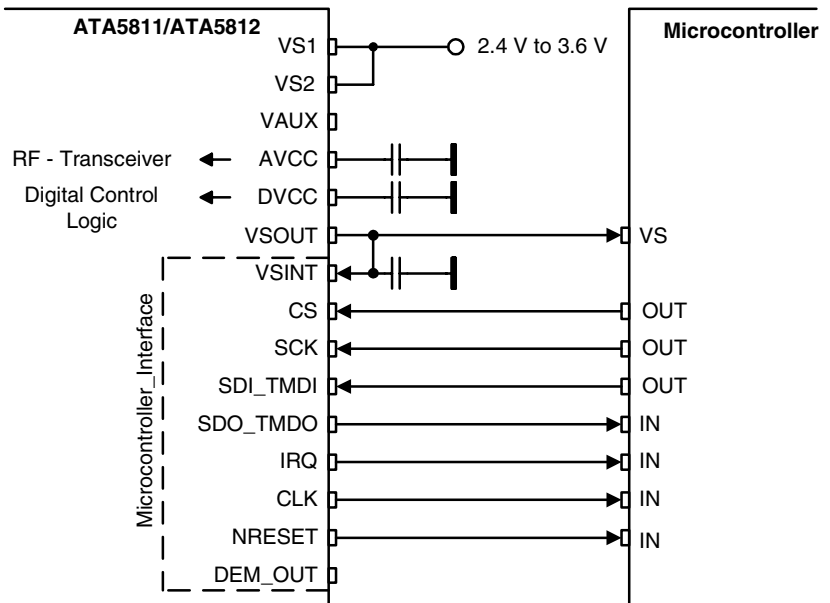 ATA5811/ATA5812
Microcontroller
VS1
2.4 V to 3.6 V
VS2
VAUX
RF - Transceiver
AVCC
Digital Control
Logic
DVCC
VSOUT
VS
Microcontroller_Interface
VSINT
CS
OUT
SCK
OUT
SDI_TMDI
OUT
SDO_TMDO
IN
IRQ
IN
CLK
IN
NRESET
IN
DEM_OUT